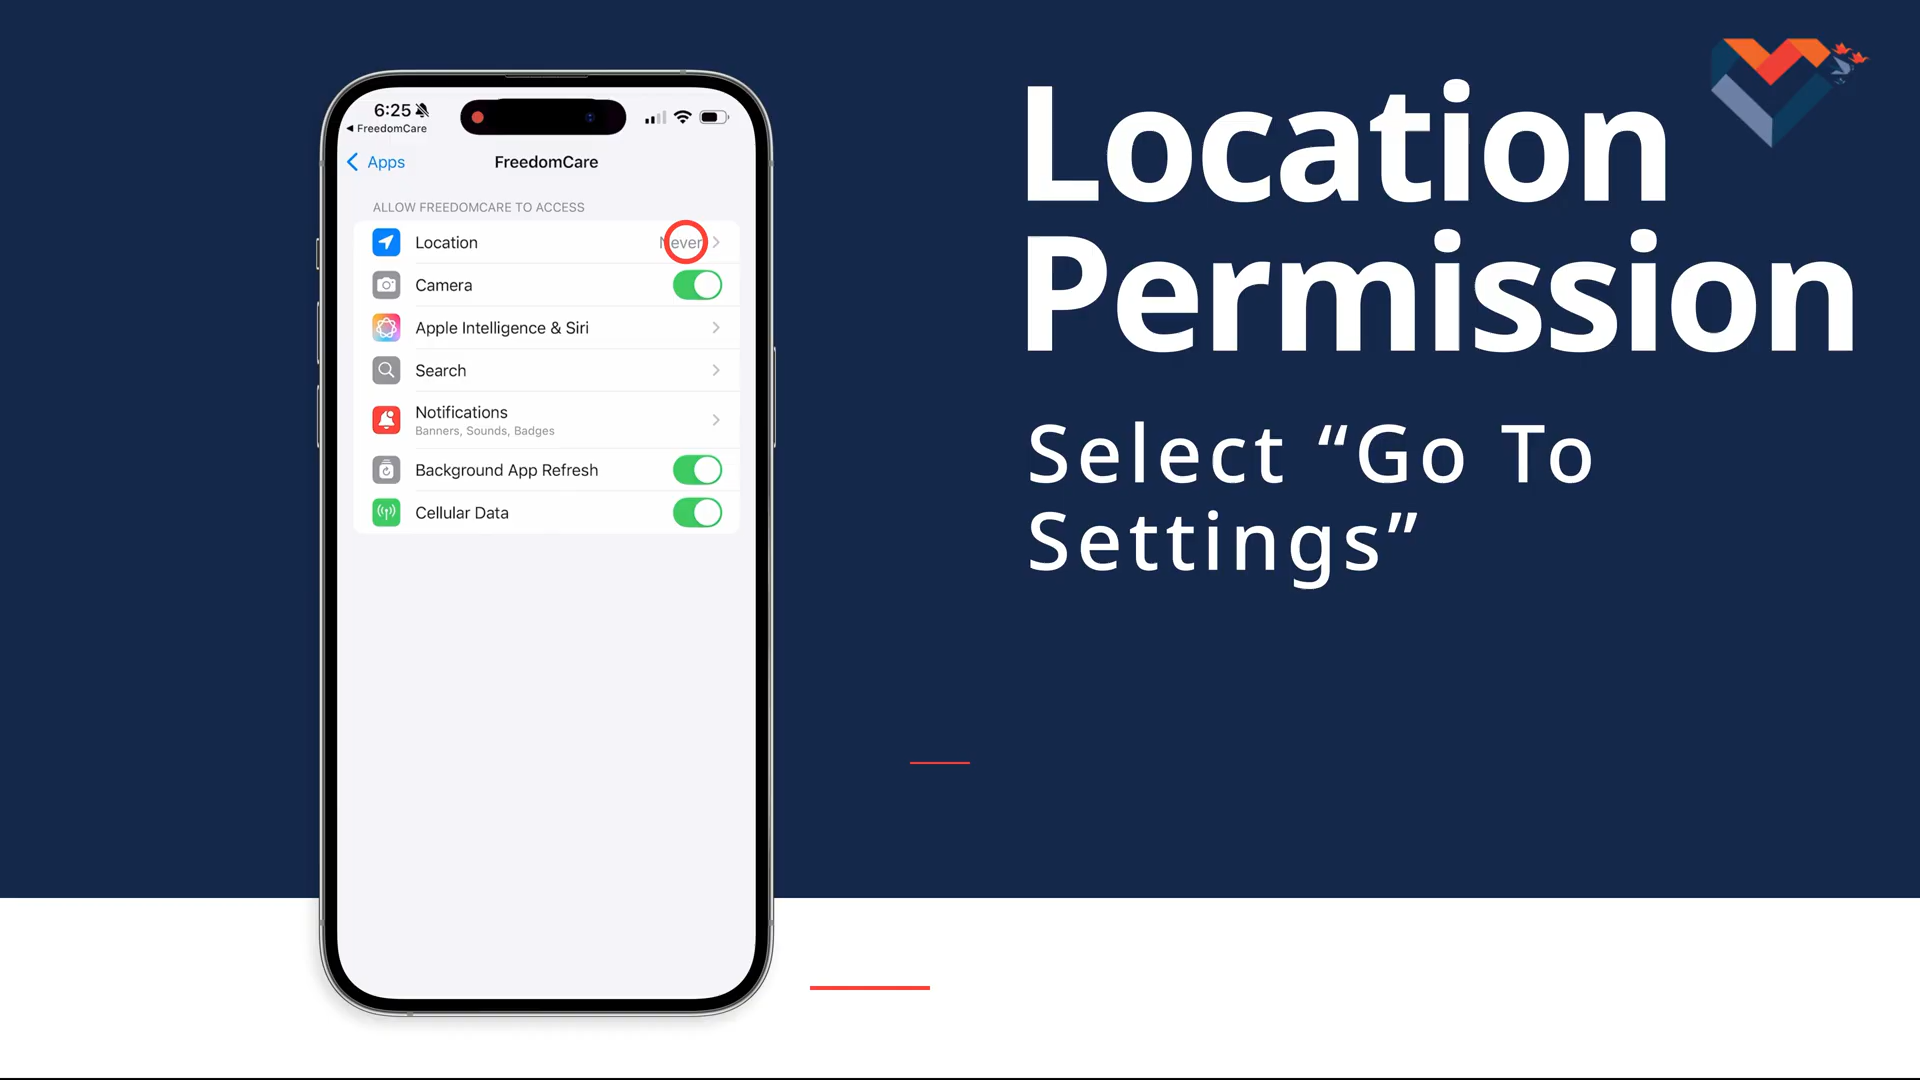 6:25
◀ FreedomCare
Apps
FreedomCare
ALLOW FREEDOMCARE TO ACCESS
Location
Never
Camera
Apple Intelligence & Siri
Search
Notifications
Banners, Sounds, Badges
Background App Refresh
Cellular Data
Location
Permission
Select “Go To
Settings”